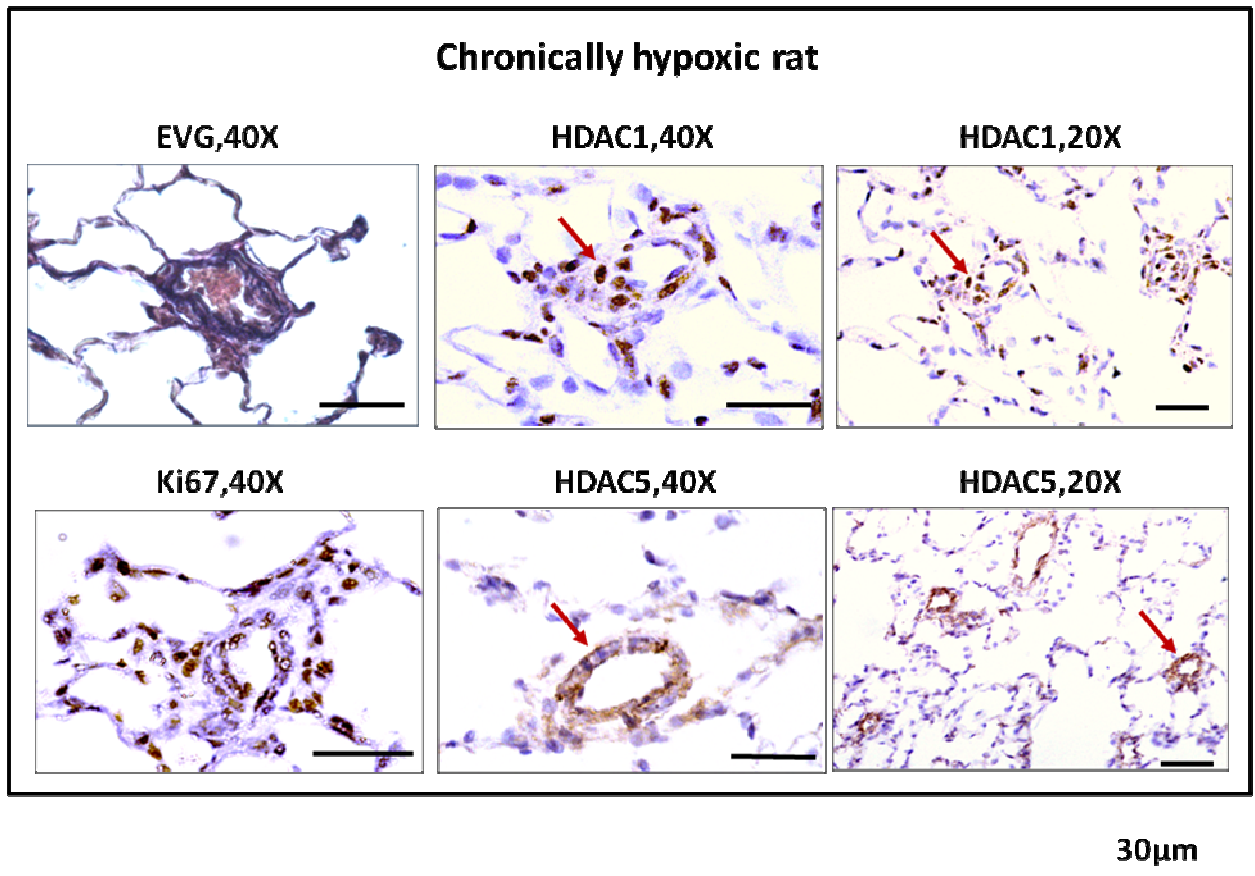 Chronically hypoxic rat
EVG,40X
HDAC1,40X
HDAC1,20X
Ki67,40X
HDAC5,40X
HDAC5,20X
30µm